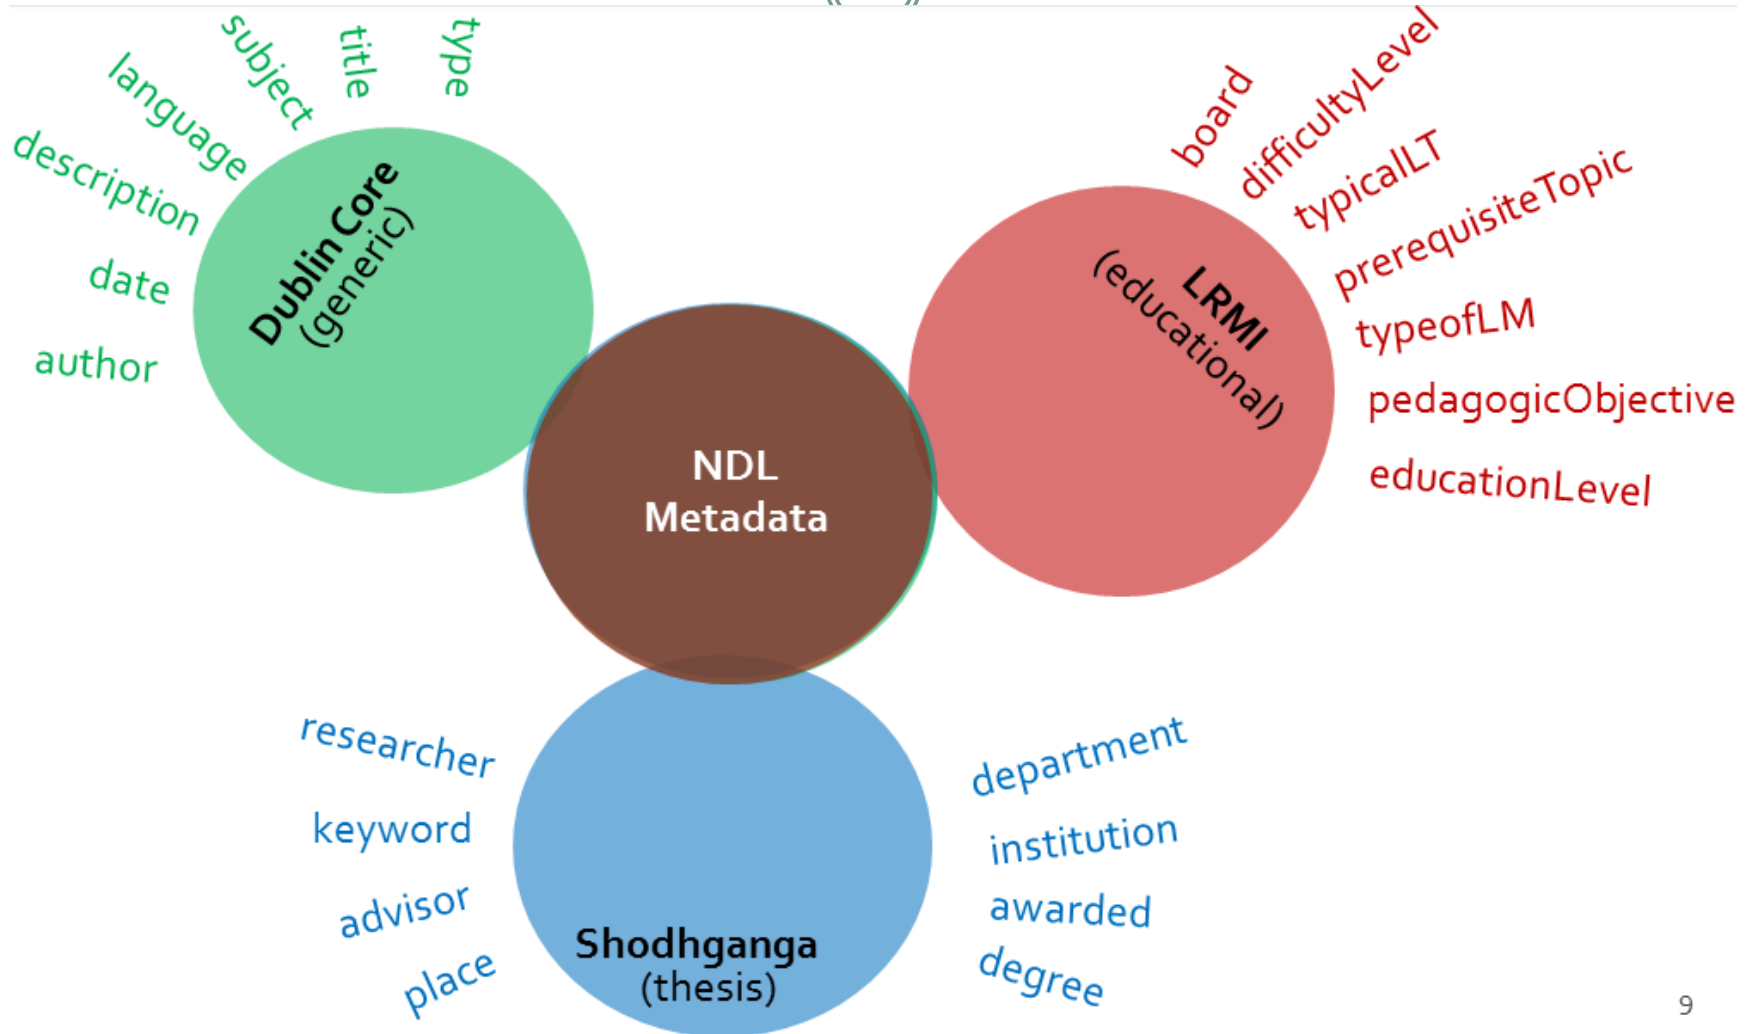 type
title
subject
language
description
date
author
Dublin Core
(generic)
board
difficultyLevel
typicalLT
prerequisiteTopic
typeofLM
pedagogicObjective
educationLevel
LRMI
(educational)
NDL
Metadata
researcher
keyword
advisor
place
department
institution
awarded
degree
Shodhganga
(thesis)
9